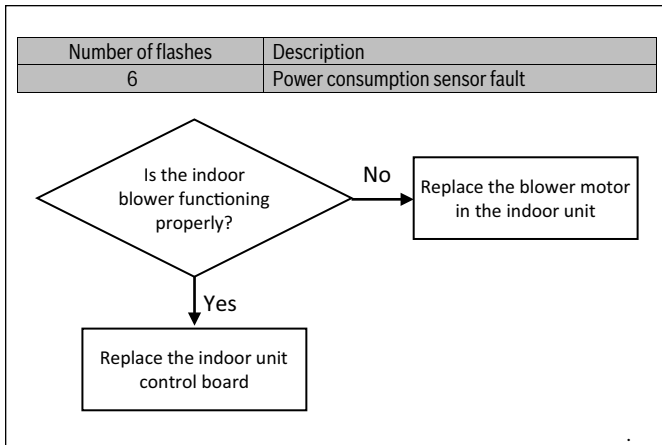 Number of flashes Description
6 Power consumption sensor fault
Is the indoor
blower functioning
properly?
No
Replace the blower motor
in the indoor unit
Yes
Replace the indoor unit
control board
.